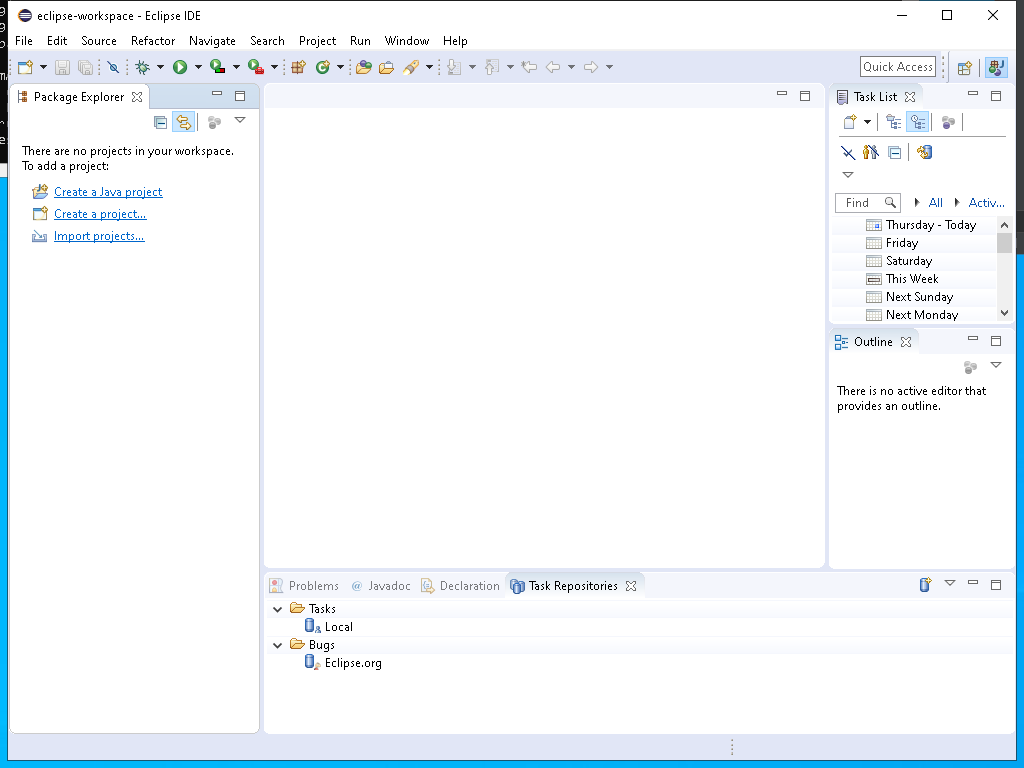 eclipse-workspace - Eclipse IDE
File Edit Source Refactor Navigate Search Project Run Window Help
Quick Access
Package Explorer
There are no projects in your workspace.
To add a project:
Create a Java project
Create a project...
Import projects...
Task List
Find All Activ...
Thursday - Today
Friday
Saturday
This Week
Next Sunday
Next Monday
Outline
There is no active editor that
provides an outline.
Problems @ Javadoc Declaration Task Repositories
Tasks
Local
Bugs
Eclipse.org